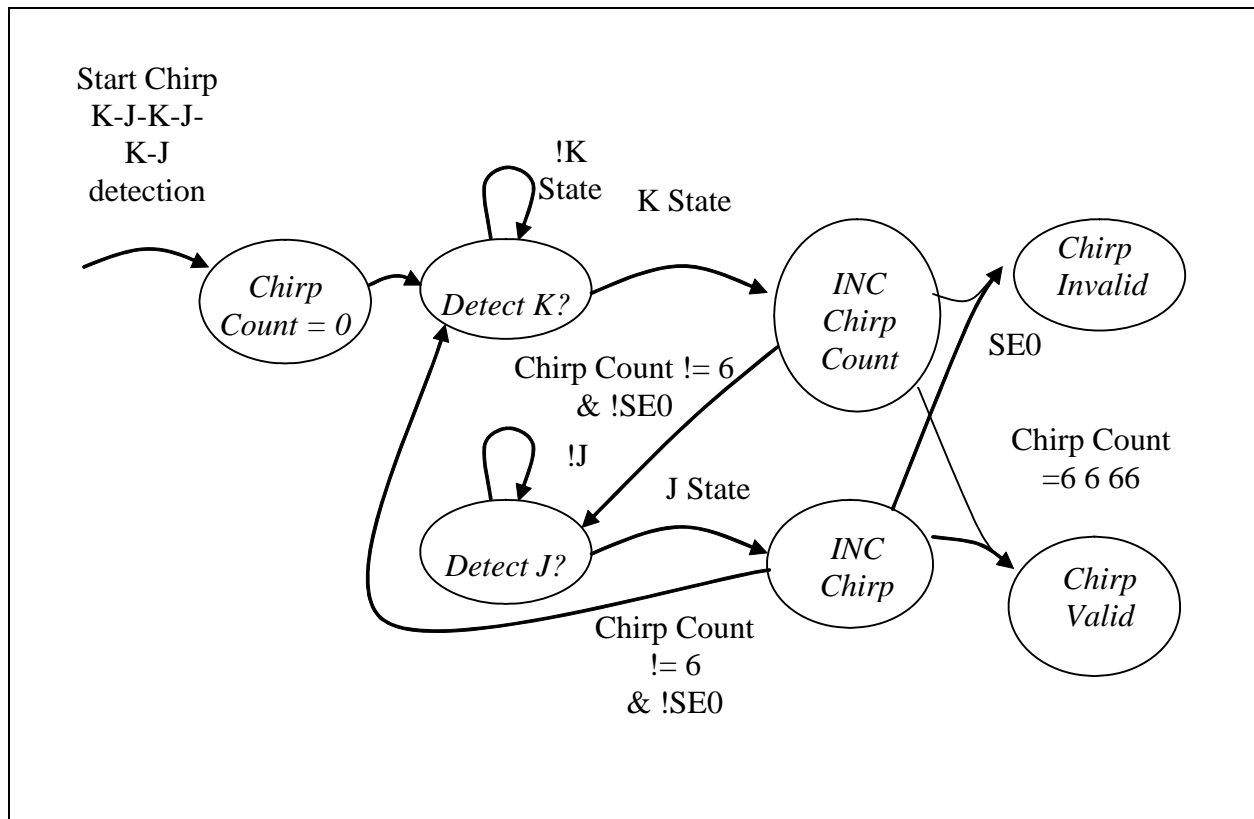 Start Chirp
K-J-K-J-
K-J
detection
!K
State
K State
Chirp
Count = 0
Detect K?
INC
Chirp
Count
Chirp
Invalid
SE0
Chirp Count != 6
& !SE0
!J
J State
Chirp Count
=6 6 66
Detect J?
INC
Chirp
Chirp
Valid
Chirp Count
!= 6
& !SE0